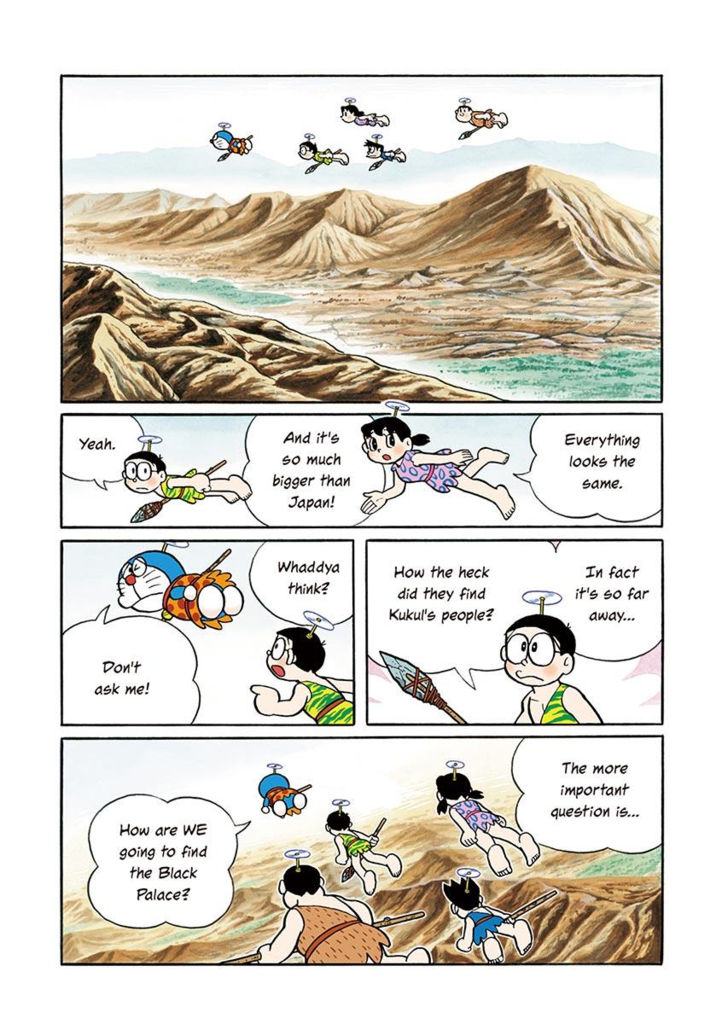 Everything
looks the
same.
And it's
so much
bigger than
Japan!
Yeah.
In fact
it's so far
away...
How the heck
did they find
Kukul's people?
Whaddya
think?
Don't
ask me!
The more
important
question is...
How are WE
going to find
the Black
Palace?